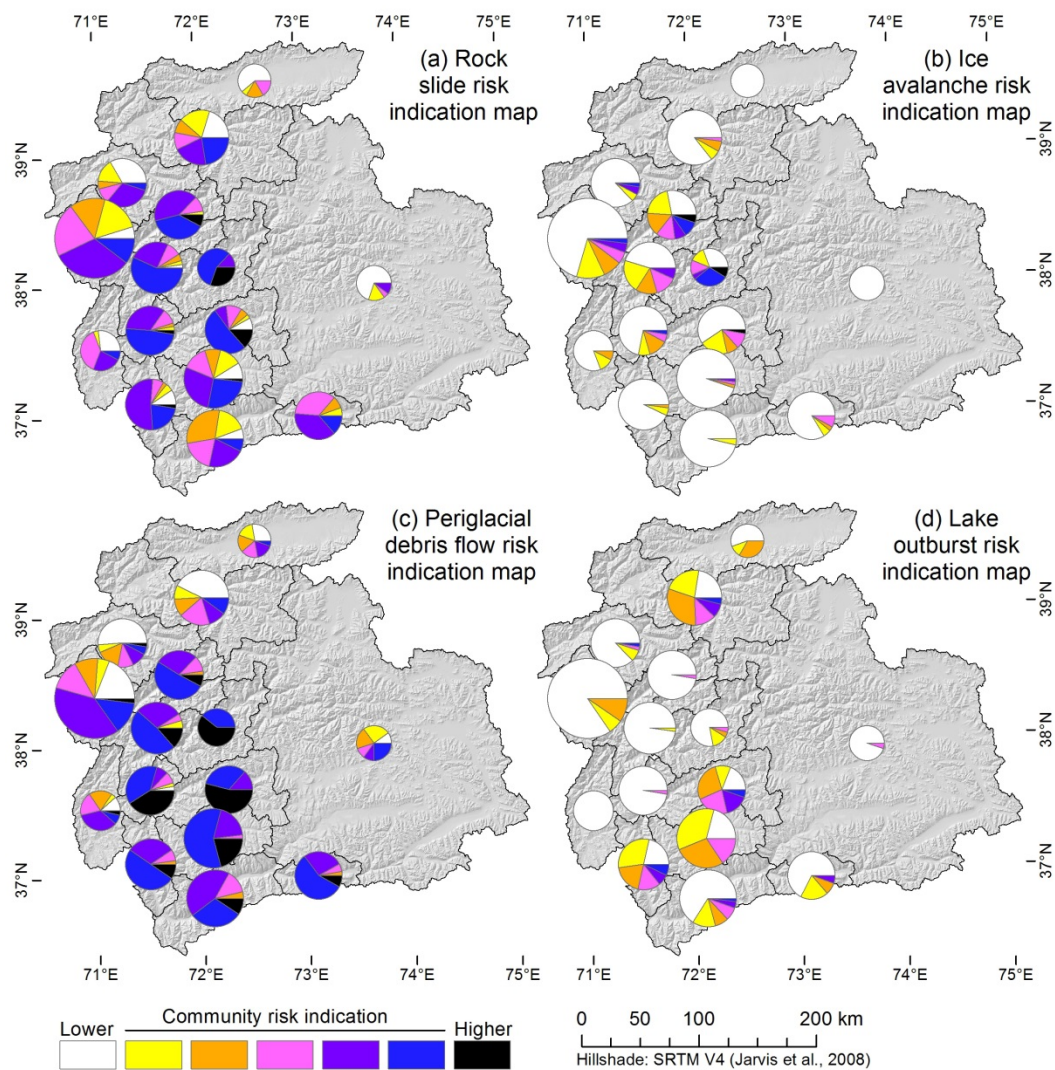 71°E 72°E 73°E 74°E 71°E 72°E 73°E 74°E
(a) Rock
slide risk
indication map
(b) Ice
avalanche risk
indication map
39°N
38°N
37°N
39°N
38°N
37°N
(c) Periglacial
debris flow risk
indication map
(d) Lake
outburst risk
indication map
39°N
38°N
37°N
39°N
38°N
37°N
71°E 72°E 73°E 74°E 75°E 71°E 72°E 73°E 74°E 75°E
Lower Community risk indication Higher
0 50 100 200 km
Hillshade: SRTM V4 (Jarvis et al., 2008)